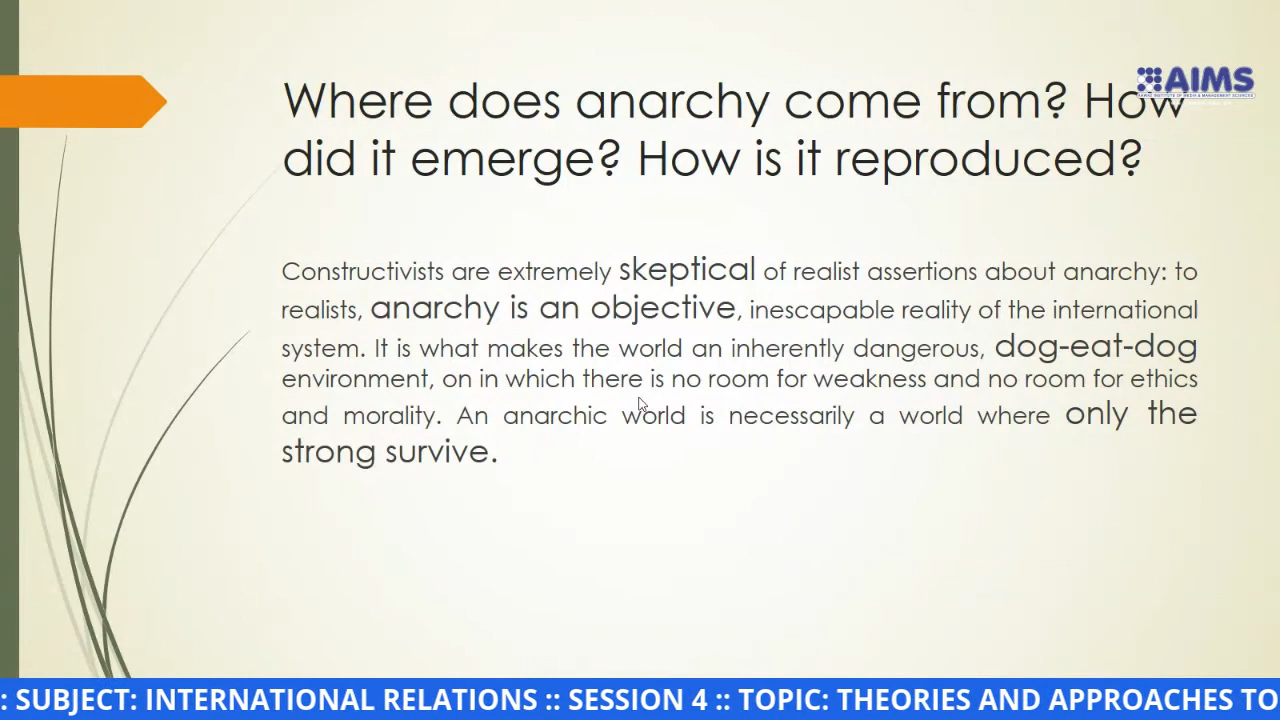 Where does anarchy come from? How
did it emerge? How is it reproduced?
AIMS
Constructivists are extremely skeptical of realist assertions about anarchy: to
realists, anarchy is an objective, inescapable reality of the international
system. It is what makes the world an inherently dangerous, dog-eat-dog
environment, on in which there is no room for weakness and no room for ethics
and morality. An anarchic world is necessarily a world where only the
strong survive.
: SUBJECT: INTERNATIONAL RELATIONS :: SESSION 4 :: TOPIC: THEORIES AND APPROACHES TO